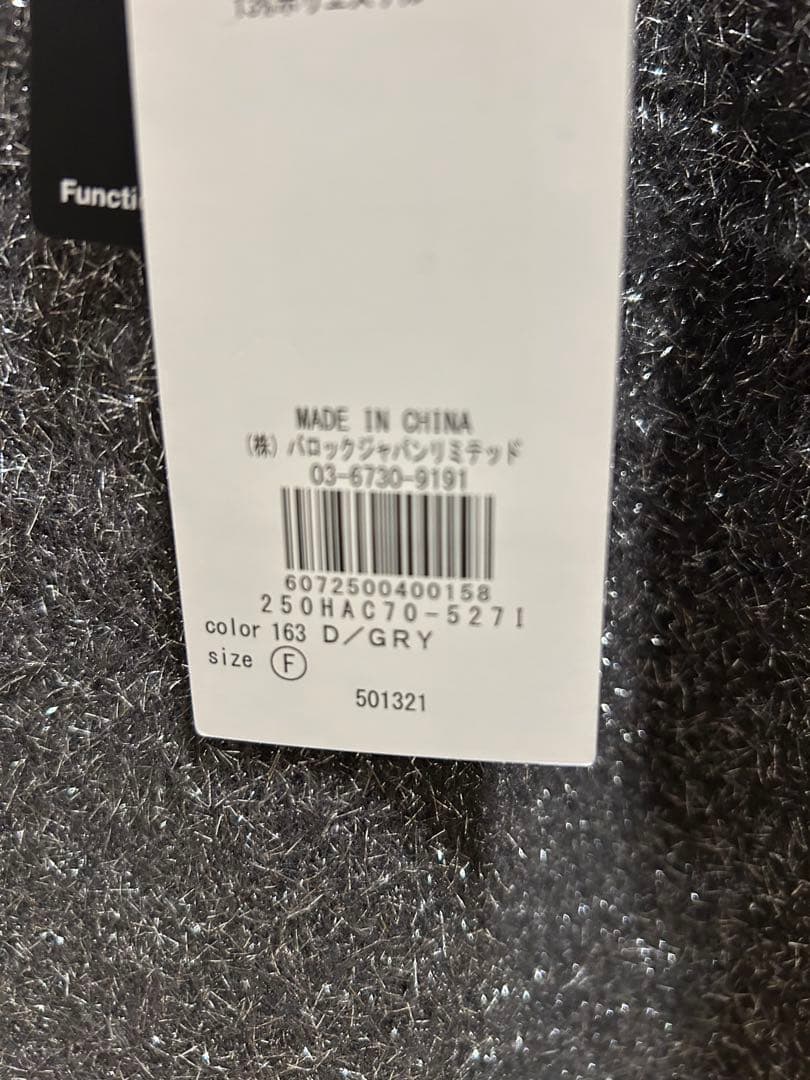 Functi
MADE IN CHINA
(株)バロックジャパンリミテッド
03-6730-9191
6072500400158
250HAC70-527I
color 163 D/GRY
size F
501321